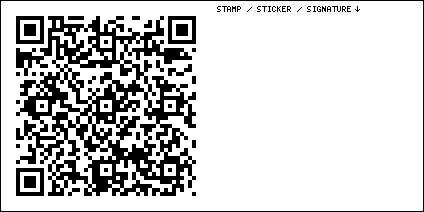 STAMP / STICKER / SIGNATURE ↓